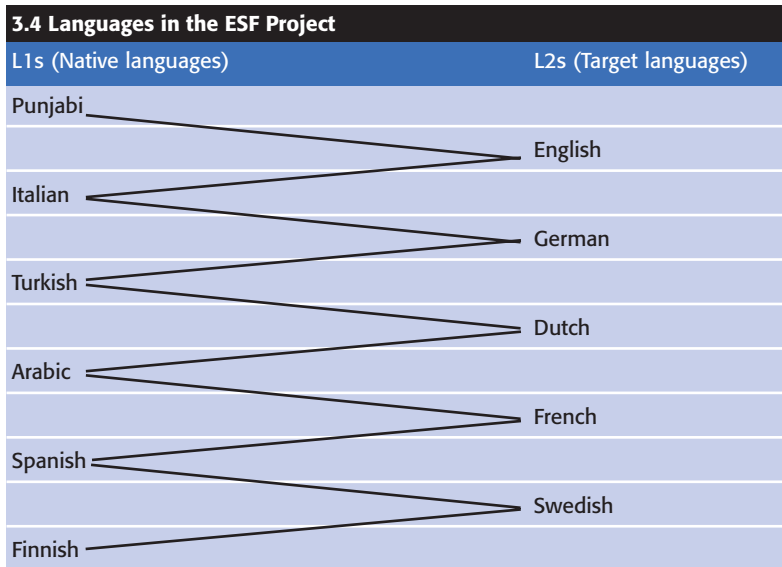 3.4 Languages in the ESF Project
L1s (Native languages) L2s (Target languages)
Punjabi
English
Italian
German
Turkish
Dutch
Arabic
French
Spanish
Swedish
Finnish